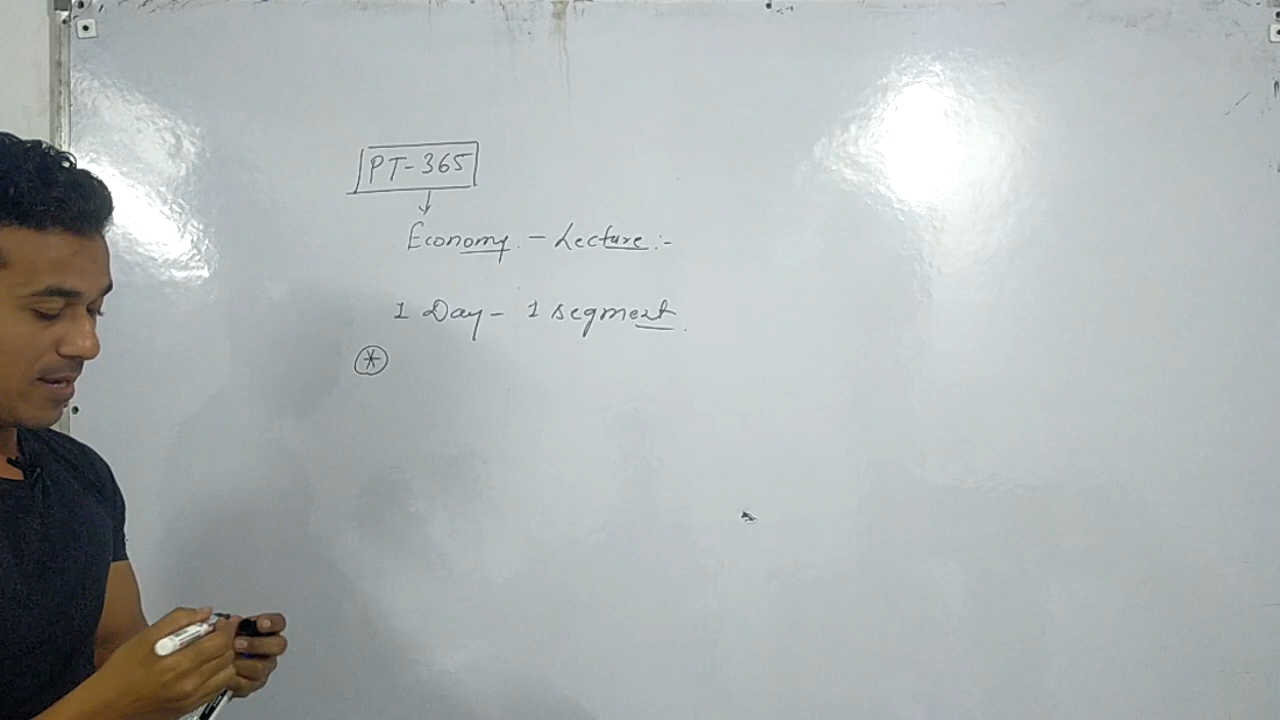 PT-365
Economy. - Lecture :-
1 Day - 1 segment.